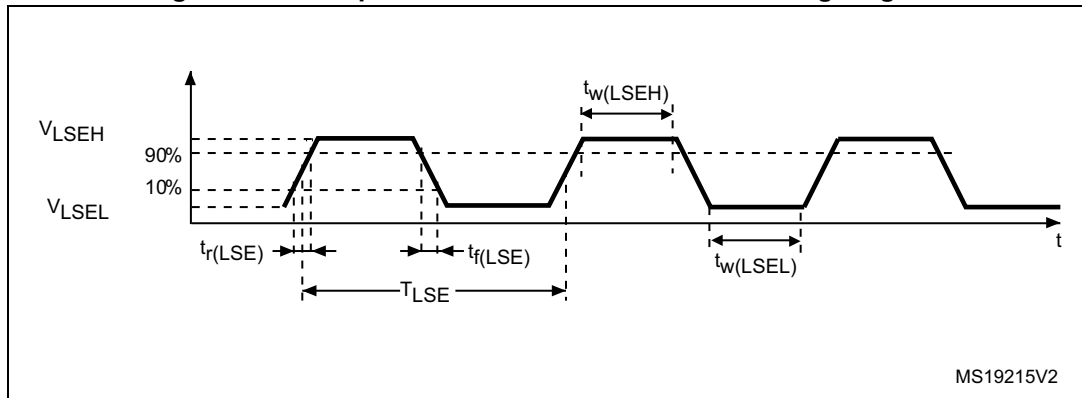 tw(LSEH)
VLSEH
90%
10%
VLSEL
tr(LSE)
tf(LSE)
TLSE
tw(LSEL)
t
MS19215V2